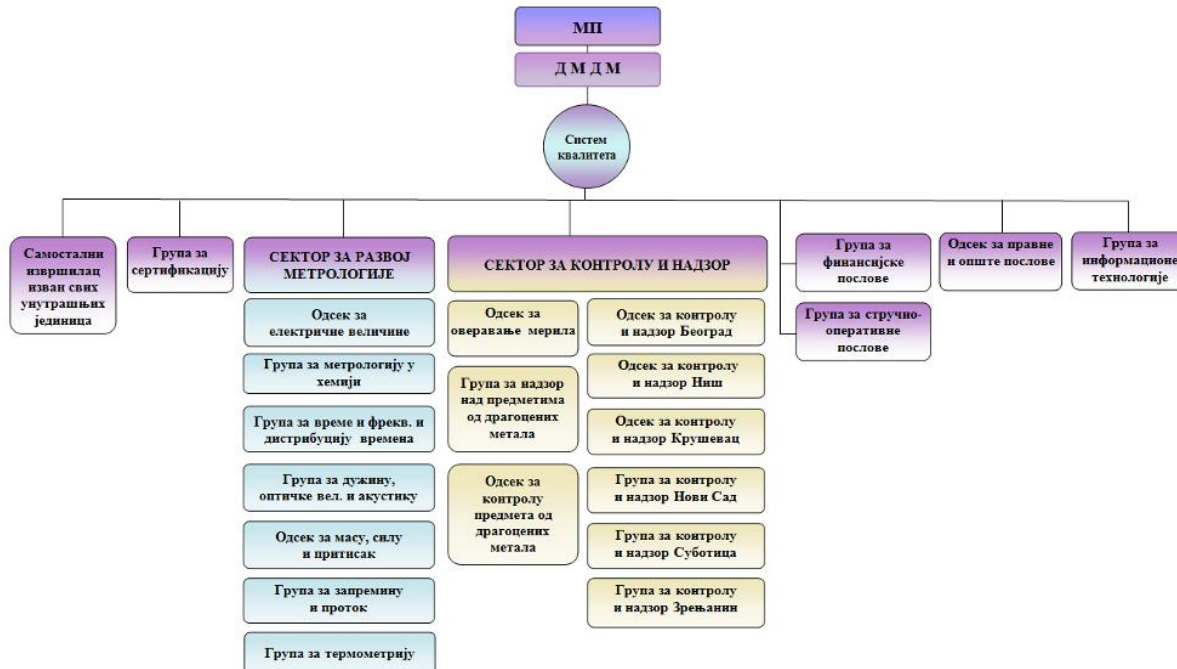 МП
Д М Д М
Систем
квалитета
Самостални
извршилац
изван свих
унутрашњих
јединица
Група за
сертификацију
СЕКТОР ЗА РАЗВОЈ
МЕТРОЛОГИЈЕ
Одсек за
електричне величине
Група за метрологију у
хемији
Група за време и фрекв. и
дистрибуцију времена
Група за дужину,
оптичке вел. и акустику
Одсек за масу, силу
и притисак
Група за запремину
и проток
Група за термометрију
СЕКТОР ЗА КОНТРОЛУ И НАДЗОР
Одсек за
оверавање мерила
Група за надзор
над предметима
од драгоцених
метала
Одсек за
контролу
предмета од
драгоцених
метала
Одсек за контролу
и надзор Београд
Одсек за контролу
и надзор Ниш
Одсек за контролу
и надзор Крушевац
Група за контролу
и надзор Нови Сад
Група за контролу
и надзор Суботица
Група за контролу
и надзор Зрењанин
Група за
финансијске
послове
Група за стручно-
оперативне
послове
Одсек за правне
и опште послове
Група за
информационе
технологије